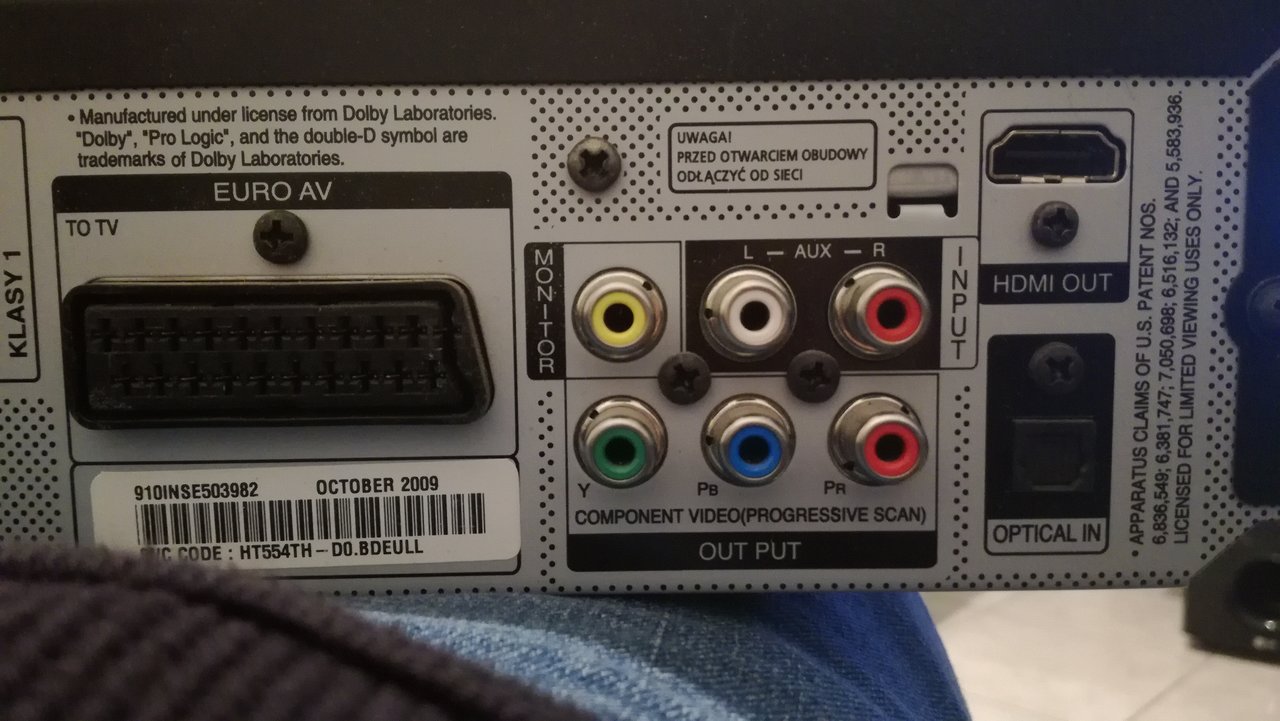 • Manufactured under license from Dolby Laboratories.
"Dolby", "Pro Logic", and the double-D symbol are
trademarks of Dolby Laboratories.
KLASY 1
EURO AV
TO TV
910INSE503982 OCTOBER 2009
CODE : HT554TH - D0.BDEULL
UWAGA!
PRZED OTWARCIEM OBUDOWY
ODŁĄCZYĆ OD SIECI
MONITOR
L — AUX — R
INPUT
Y PB PR
COMPONENT VIDEO(PROGRESSIVE SCAN)
OUT PUT
HDMI OUT
OPTICAL IN
• APPARATUS CLAIMS OF U.S. PATENT NOS.
6,836,549; 6,381,747; 7,050,698; 6,516,132; AND 5,583,936.
LICENSED FOR LIMITED VIEWING USES ONLY.